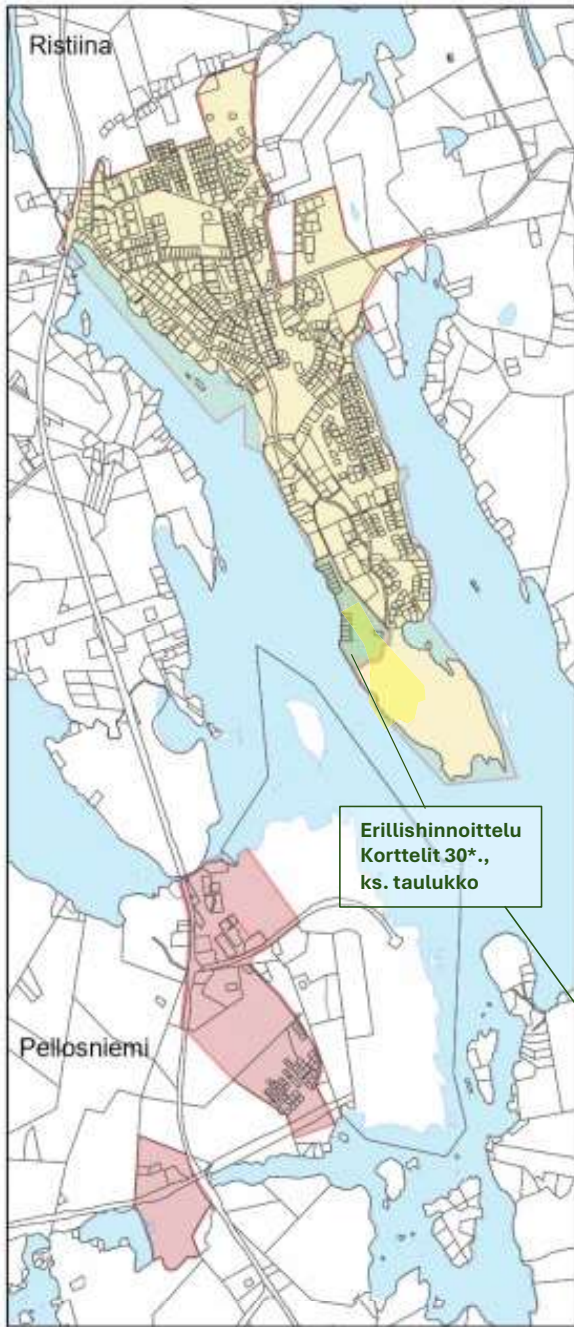 Ristiina
Erillishinnoittelu
Korttelit 30*.,
ks. taulukko
Pellosniemi